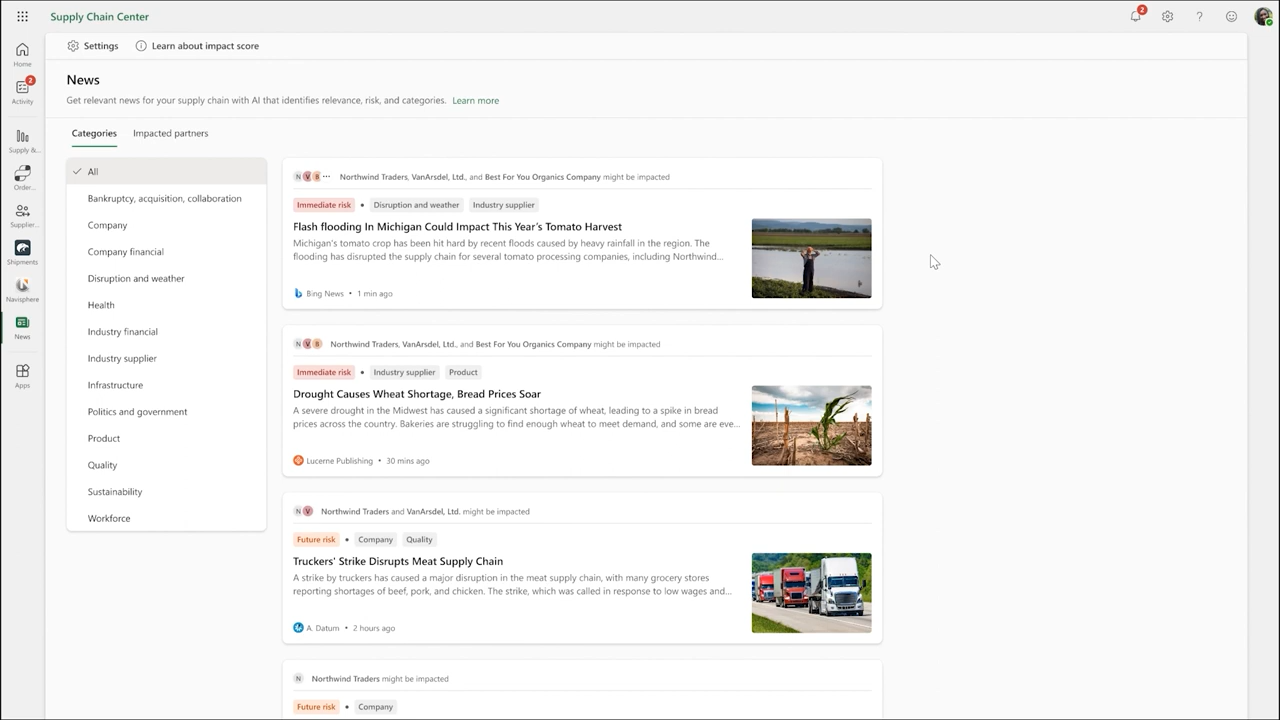 Supply Chain Center
2
Settings
Learn about impact score
Home
2
Activity
Supply &...
Order...
Supplier...
Shipments
Navisphere
News
Apps
News
Get relevant news for your supply chain with AI that identifies relevance, risk, and categories. Learn more
Categories
Impacted partners
All
Bankruptcy, acquisition, collaboration
Company
Company financial
Disruption and weather
Health
Industry financial
Industry supplier
Infrastructure
Politics and government
Product
Quality
Sustainability
Workforce
N V B ... Northwind Traders, VanArsdel, Ltd., and Best For You Organics Company might be impacted
Immediate risk • Disruption and weather Industry supplier
Flash flooding In Michigan Could Impact This Year's Tomato Harvest
Michigan's tomato crop has been hit hard by recent floods caused by heavy rainfall in the region. The
flooding has disrupted the supply chain for several tomato processing companies, including Northwind...
Bing News • 1 min ago
N V B Northwind Traders, VanArsdel, Ltd., and Best For You Organics Company might be impacted
Immediate risk • Industry supplier Product
Drought Causes Wheat Shortage, Bread Prices Soar
A severe drought in the Midwest has caused a significant shortage of wheat, leading to a spike in bread
prices across the country. Bakeries are struggling to find enough wheat to meet demand, and some are eve...
Lucerne Publishing • 30 mins ago
N V Northwind Traders and VanArsdel, Ltd. might be impacted
Future risk • Company Quality
Truckers' Strike Disrupts Meat Supply Chain
A strike by truckers has caused a major disruption in the meat supply chain, with many grocery stores
reporting shortages of beef, pork, and chicken. The strike, which was called in response to low wages and...
A. Datum • 2 hours ago
N Northwind Traders might be impacted
Future risk • Company